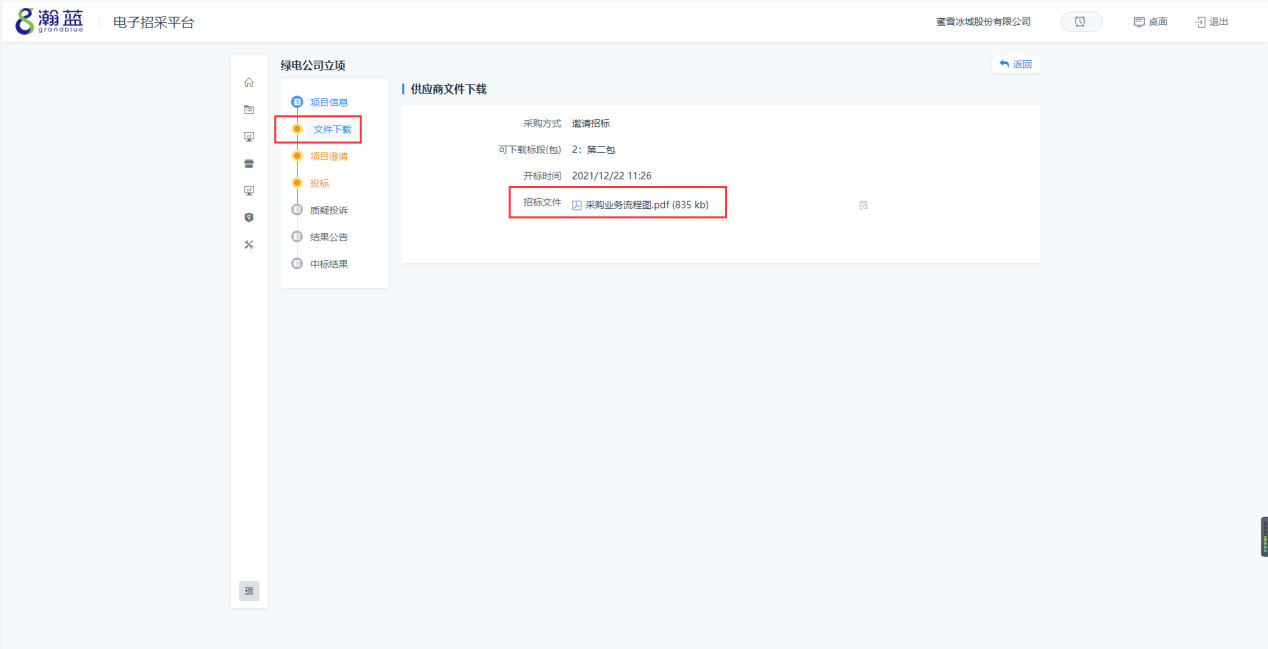 瀚蓝
grandblue
电子招采平台
蜜雪冰城股份有限公司
桌面
退出
绿电公司立项
返回
项目信息
文件下载
项目澄清
投标
质疑投诉
结果公告
中标结果
供应商文件下载
采购方式 邀请招标
可下载标段(包) 2：第二包
开标时间 2021/12/22 11:26
招标文件 采购业务流程图.pdf (835 kb)